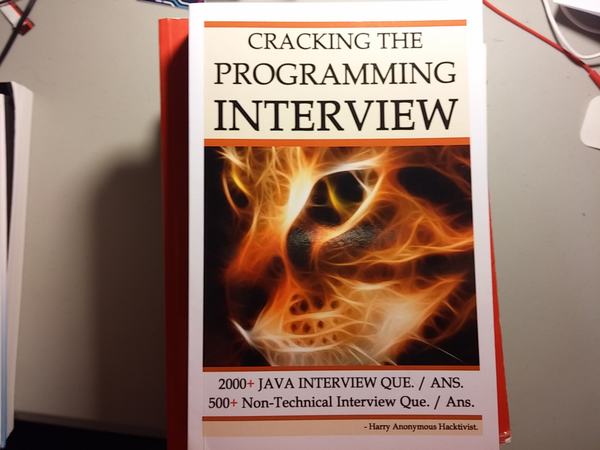 CRACKING THE
PROGRAMMING
INTERVIEW
2000+ JAVA INTERVIEW QUE. / ANS.
500+ Non-Technical Interview Que. / Ans.
- Harry Anonymous Hacktivist.